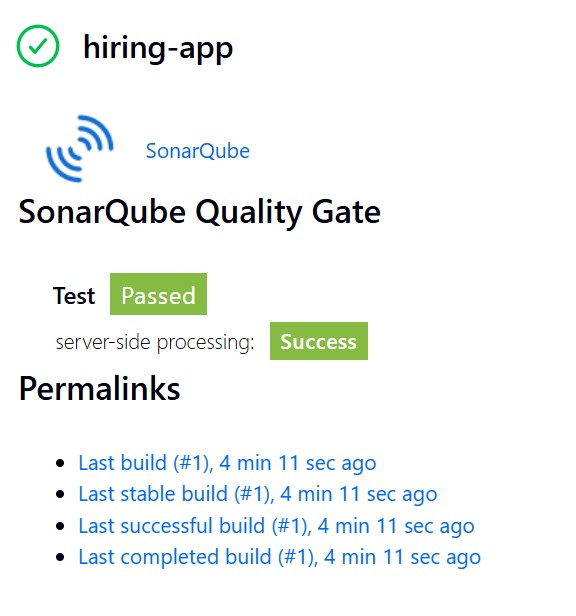 hiring-app
SonarQube
SonarQube Quality Gate
Test Passed
server-side processing: Success
Permalinks
Last build (#1), 4 min 11 sec ago
Last stable build (#1), 4 min 11 sec ago
Last successful build (#1), 4 min 11 sec ago
Last completed build (#1), 4 min 11 sec ago